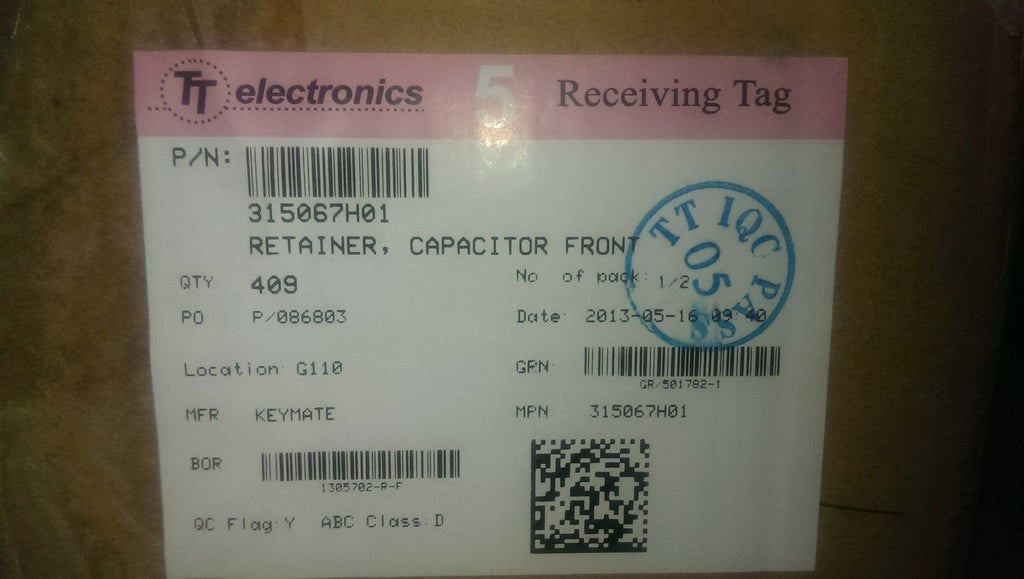 TT electronics 5 Receiving Tag
P/N:
315067H01
RETAINER, CAPACITOR FRONT
QTY 409 No of pack: 1/2
PO P/086803 Date: 2013-05-16 09:40
TT IQC PASS
05
Location: G110 GRN:
GR/501782-1
MFR KEYMATE MPN 315067H01
BOR
1305702-R-F
QC Flag: Y ABC Class: D